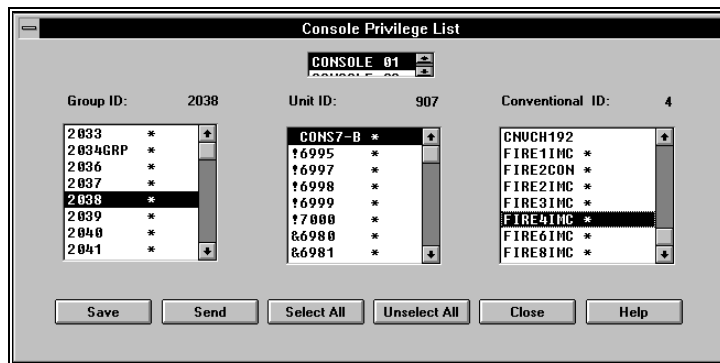 Console Privilege List
CONSOLE 01
Group ID: 2038
Unit ID: 907
Conventional ID: 4
2033 *
2034GRP *
2036 *
2037 *
2038 *
2039 *
2040 *
2041 *
CONS7-B *
!6995 *
!6997 *
!6998 *
!6999 *
!7000 *
&6980 *
&6981 *
CNVCH192
FIRE1IMC *
FIRE2CON *
FIRE2IMC *
FIRE3IMC *
FIRE4IMC *
FIRE6IMC *
FIRE8IMC *
Save
Send
Select All
Unselect All
Close
Help